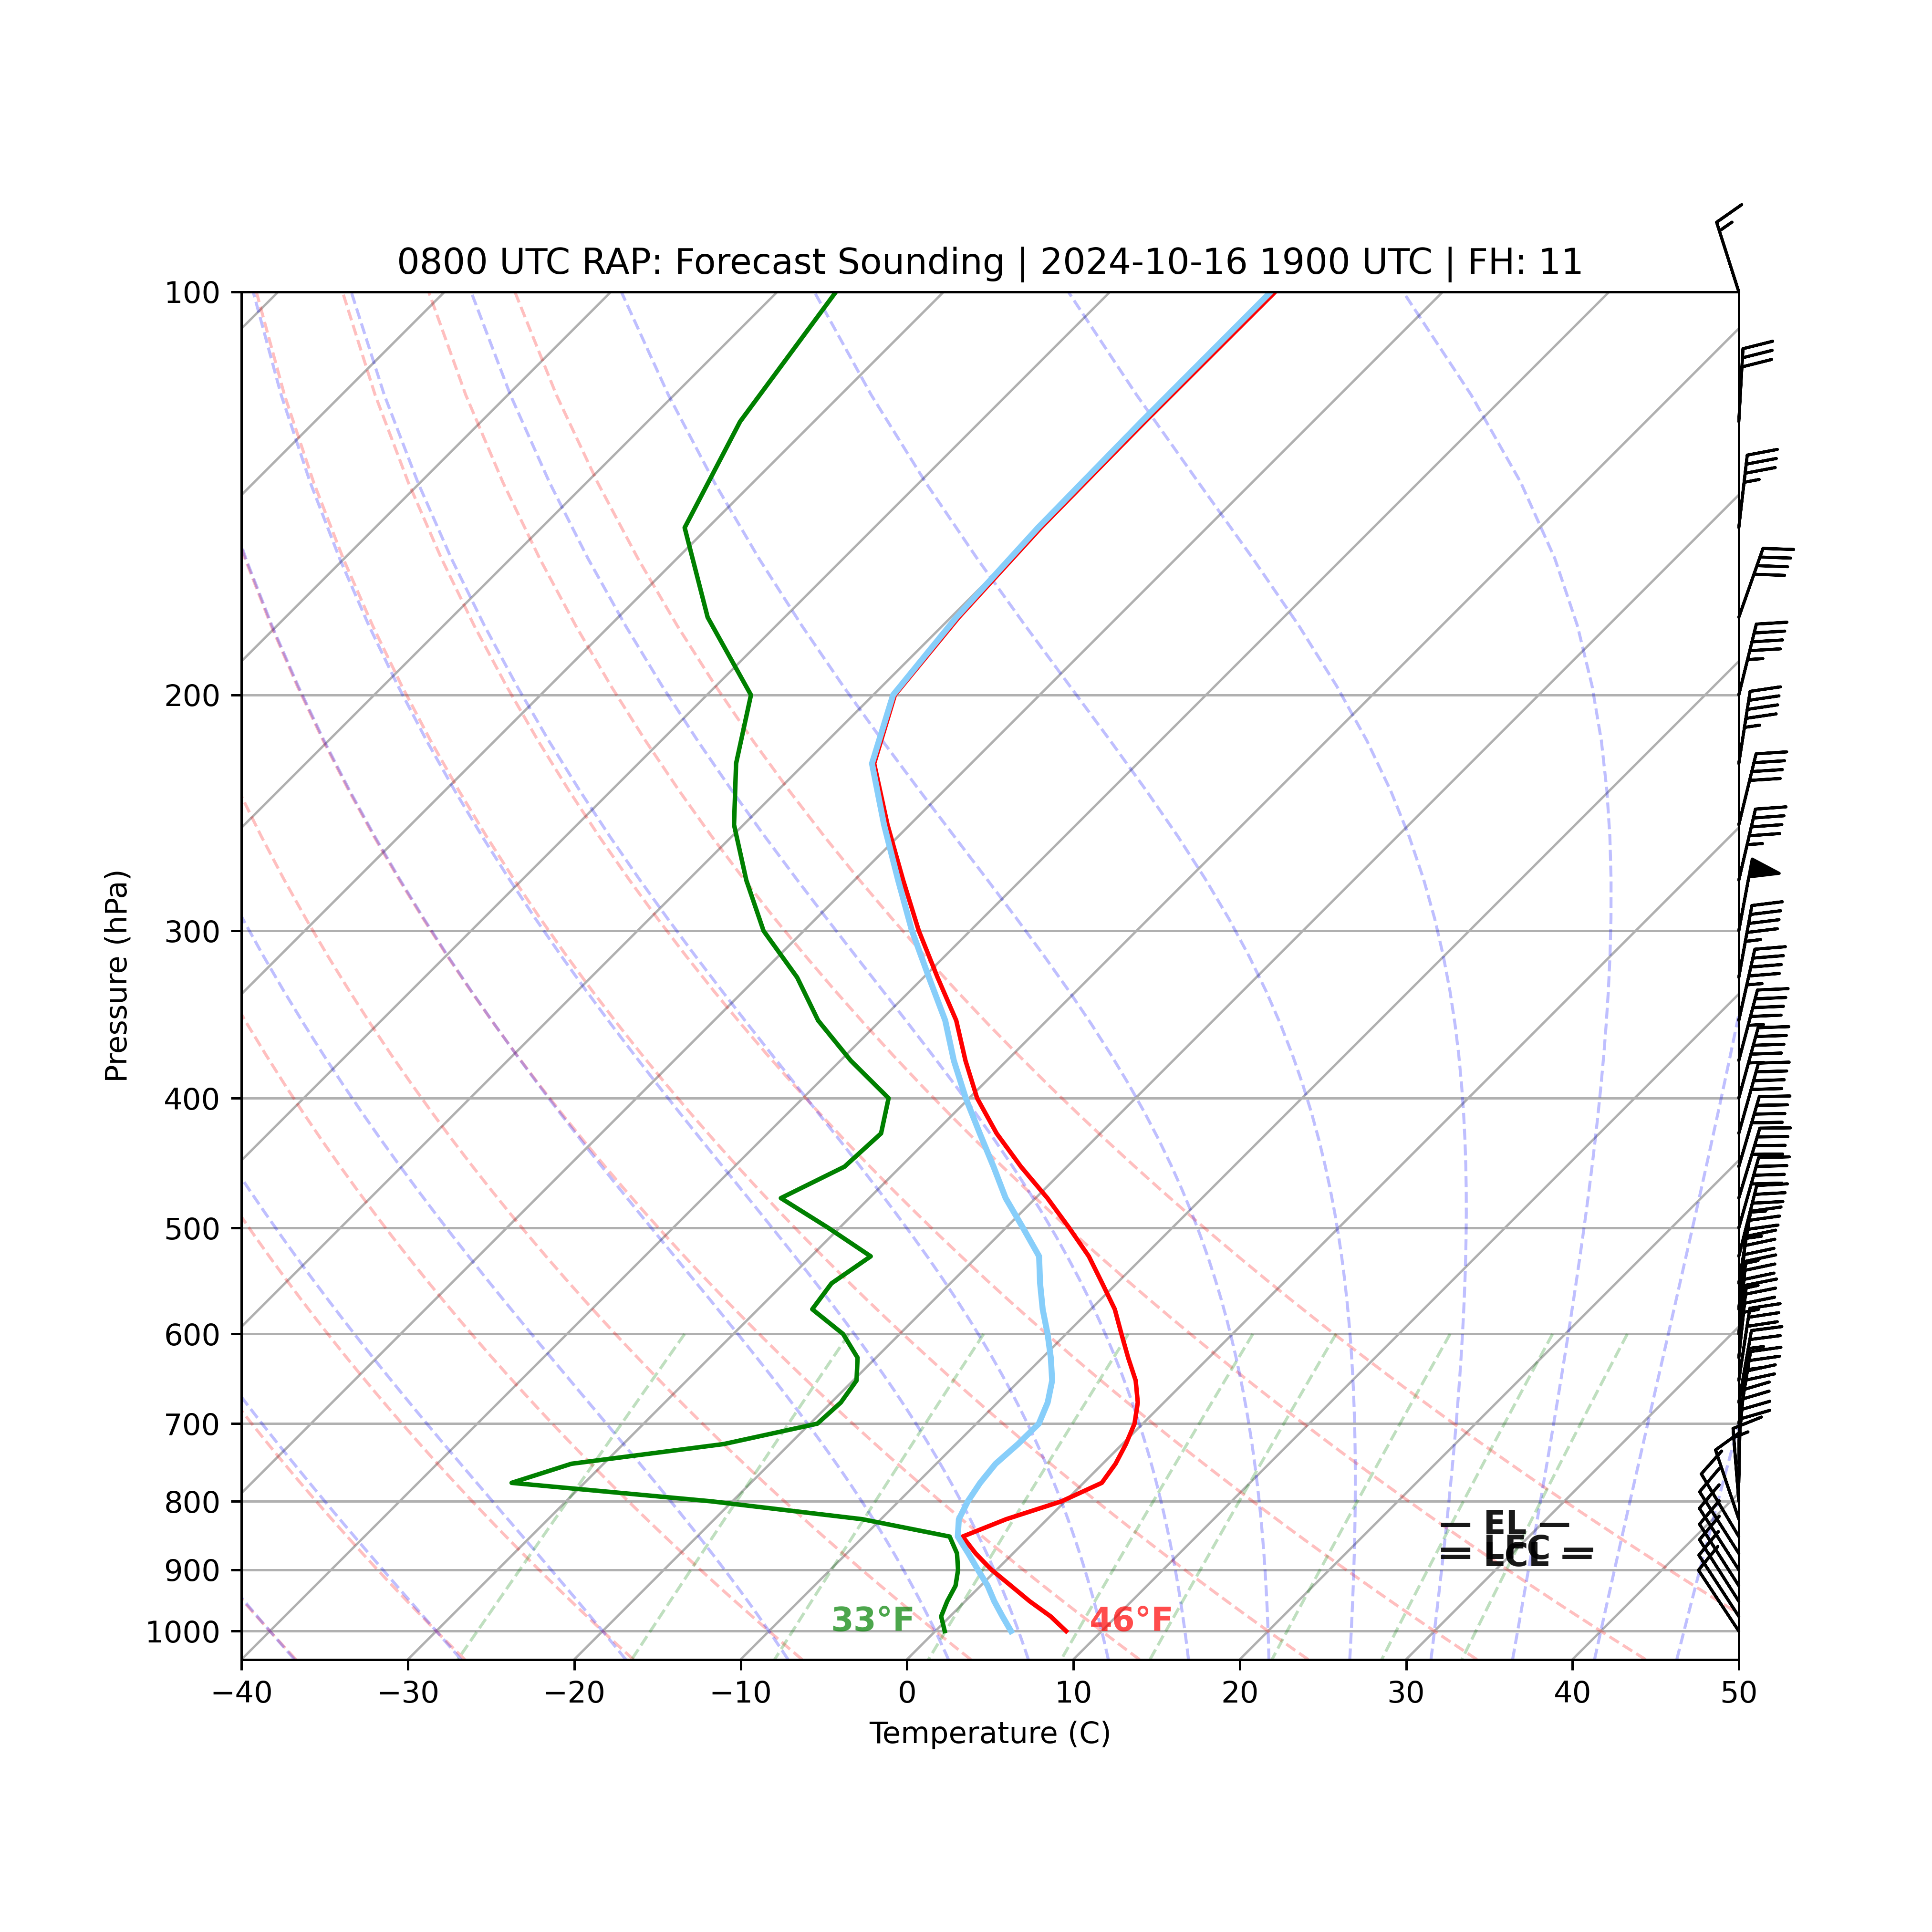 0800 UTC RAP: Forecast Sounding | 2024-10-16 1900 UTC | FH: 11
100
200
300
400
500
600
700
800
900
1000
Pressure (hPa)
— EL —
= LCL =
33°F
46°F
−40 −30 −20 −10 0 10 20 30 40 50
Temperature (C)